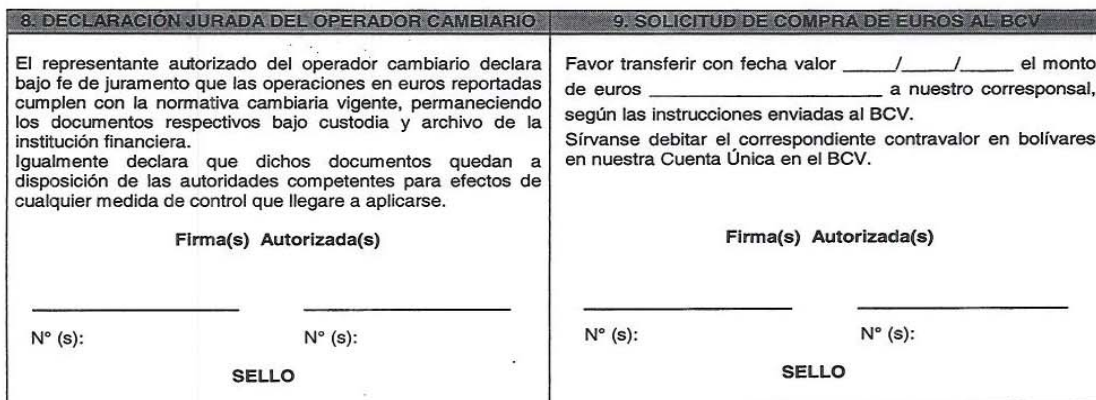 8. DECLARACIÓN JURADA DEL OPERADOR CAMBIARIO
El representante autorizado del operador cambiario declara
bajo fe de juramento que las operaciones en euros reportadas
cumplen con la normativa cambiaria vigente, permaneciendo
los documentos respectivos bajo custodia y archivo de la
institución financiera.
Igualmente declara que dichos documentos quedan a
disposición de las autoridades competentes para efectos de
cualquier medida de control que llegare a aplicarse.
Firma(s) Autorizada(s)
N° (s): N° (s):
SELLO
9. SOLICITUD DE COMPRA DE EUROS AL BCV
Favor transferir con fecha valor _____/_____/_____ el monto
de euros ____________________ a nuestro corresponsal,
según las instrucciones enviadas al BCV.
Sírvanse debitar el correspondiente contravalor en bolívares
en nuestra Cuenta Única en el BCV.
Firma(s) Autorizada(s)
N° (s): N° (s):
SELLO